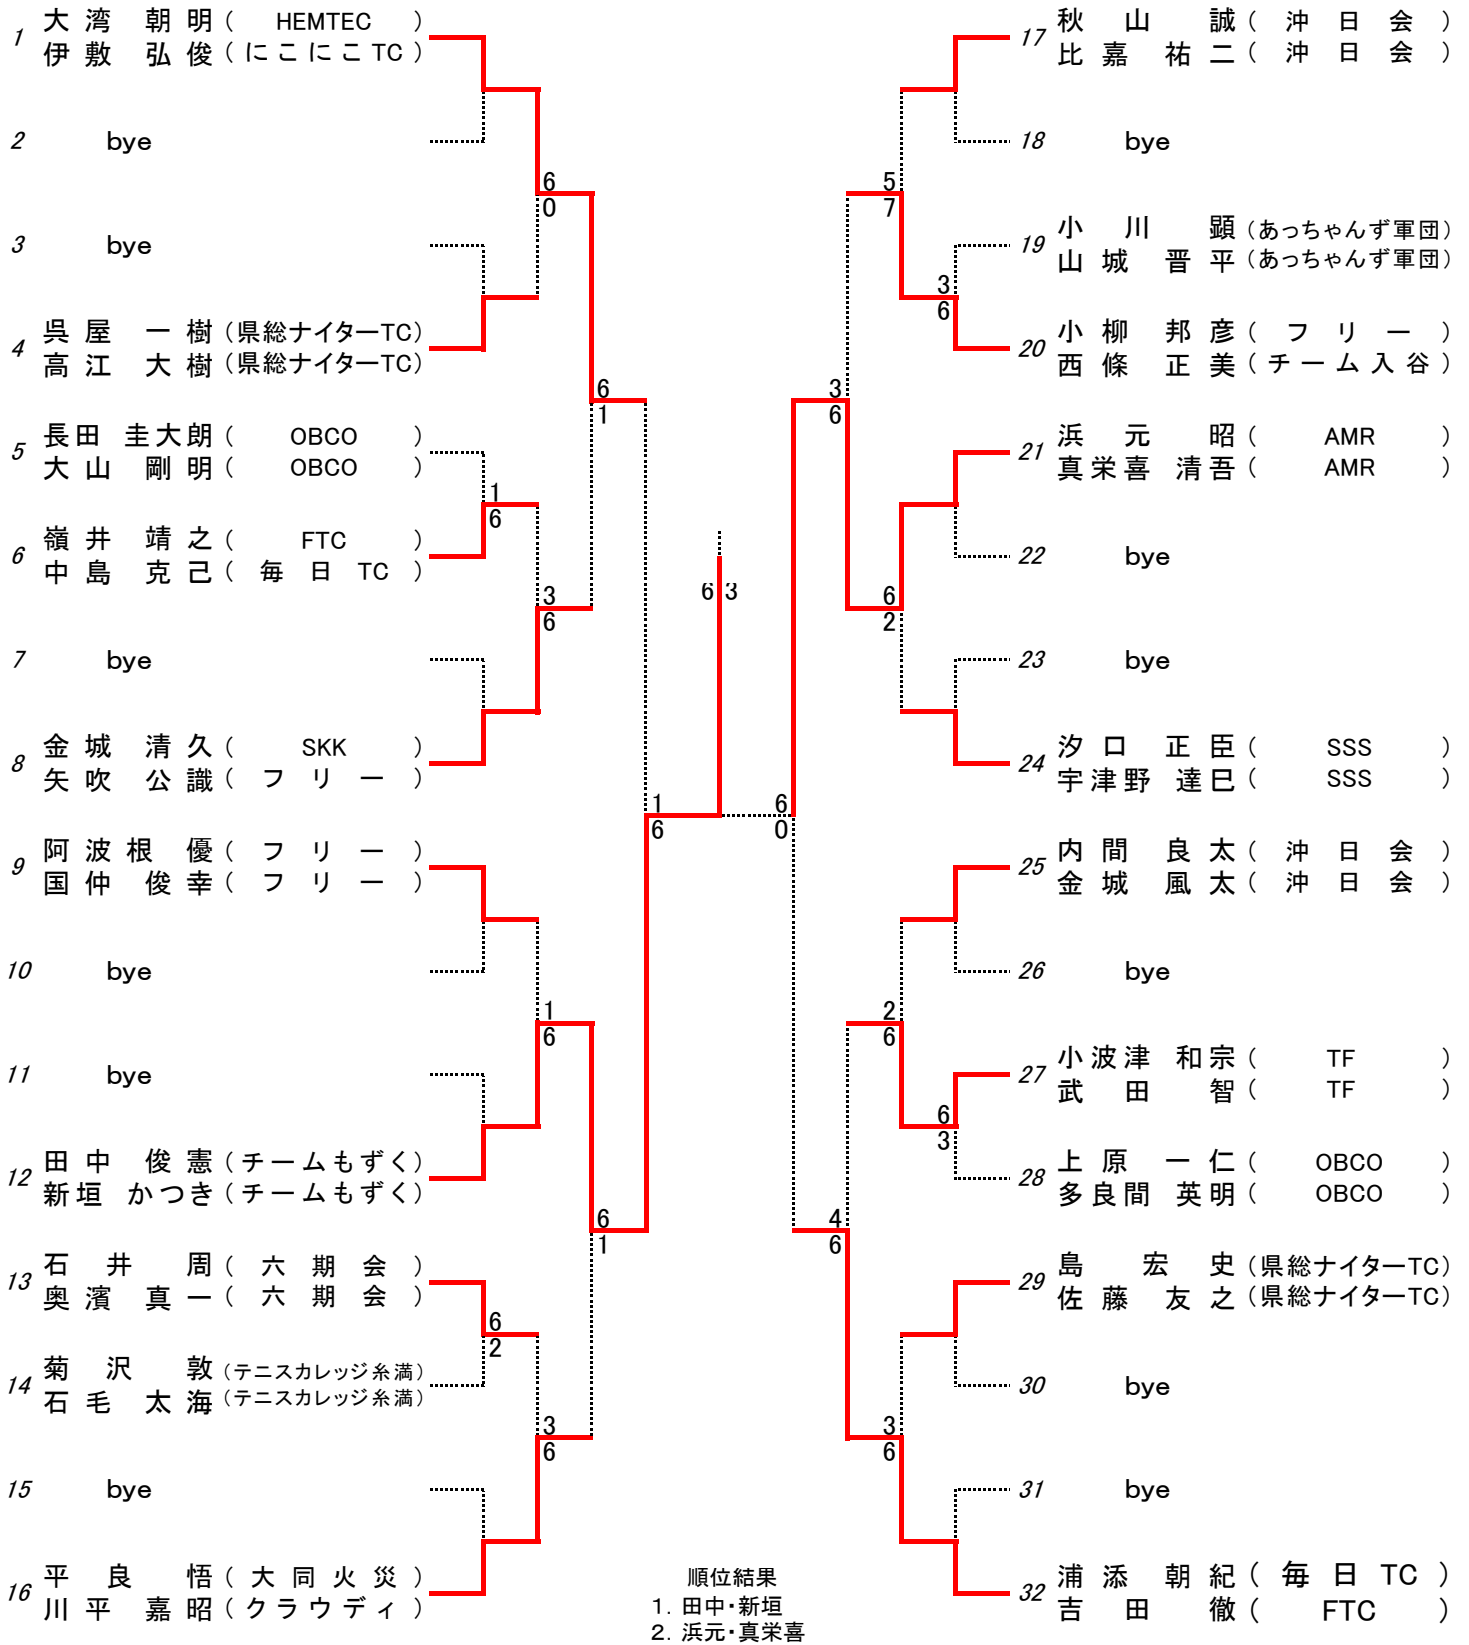 1 大湾 朝明 ( HEMTEC )
伊敷 弘俊 ( にこにこTC )
2 bye
3 bye
4 呉屋 一樹 (県総ナイターTC)
高江 大樹 (県総ナイターTC)
5 長田 圭大朗 ( OBCO )
大山 剛明 ( OBCO )
6 嶺井 靖之 ( FTC )
中島 克己 ( 毎日TC )
7 bye
8 金城 清久 ( SKK )
矢吹 公識 ( フリー )
9 阿波根 優 ( フリー )
国仲 俊幸 ( フリー )
10 bye
11 bye
12 田中 俊憲 (チームもずく)
新垣 かつき (チームもずく)
13 石井 周 ( 六期会 )
奥濱 真一 ( 六期会 )
14 菊沢 敦 (テニスカレッジ糸満)
石毛 太海 (テニスカレッジ糸満)
15 bye
16 平良 悟 ( 大同火災 )
川平 嘉昭 ( クラウディ )
6
0
1
6
3
6
1
6
6
2
3
6
6
1
6
1
1
6
6 3
6
0
3
6
4
6
5
7
6
2
2
6
3
6
3
6
6
3
17 秋山 誠 ( 沖日会 )
比嘉 祐二 ( 沖日会 )
18 bye
19 小川 顕 (あっちゃんず軍団)
山城 晋平 (あっちゃんず軍団)
20 小柳 邦彦 ( フリー )
西條 正美 ( チーム入谷 )
21 浜元 昭 ( AMR )
真栄喜 清吾 ( AMR )
22 bye
23 bye
24 汐口 正臣 ( SSS )
宇津野 達巳 ( SSS )
25 内間 良太 ( 沖日会 )
金城 風太 ( 沖日会 )
26 bye
27 小波津 和宗 ( TF )
武田 智 ( TF )
28 上原 一仁 ( OBCO )
多良間 英明 ( OBCO )
29 島 宏史 (県総ナイターTC)
佐藤 友之 (県総ナイターTC)
30 bye
31 bye
32 浦添 朝紀 ( 毎日TC )
吉田 徹 ( FTC )
順位結果
1. 田中・新垣
2. 浜元・真栄喜